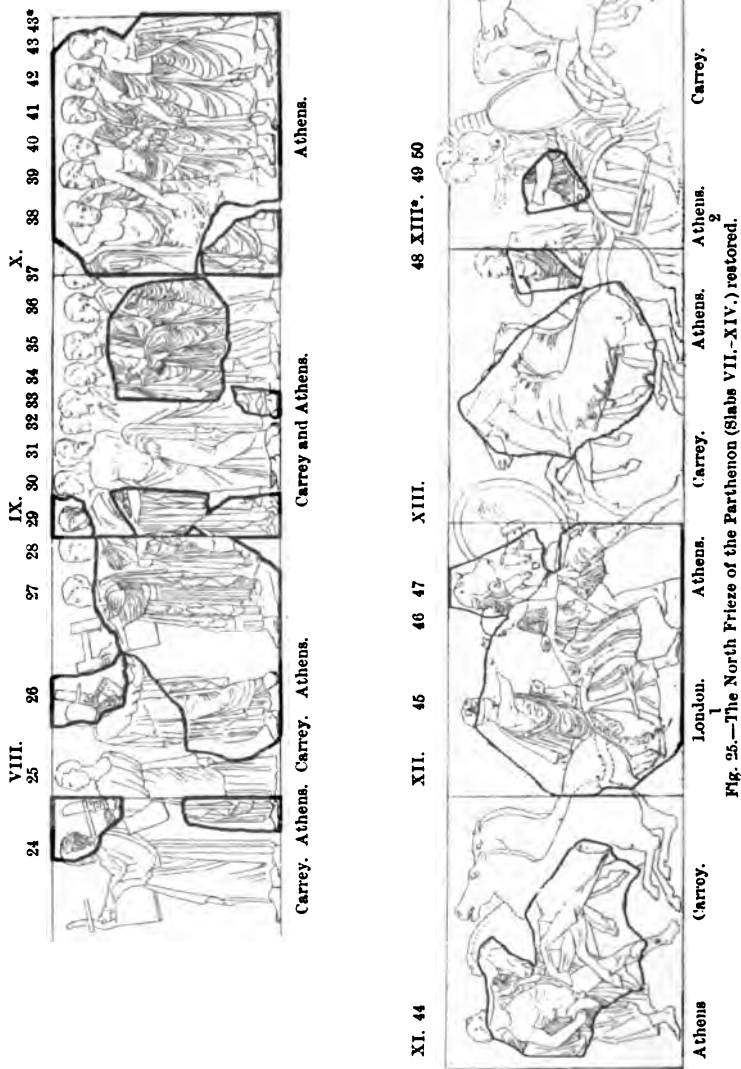 VIII. IX. X.
24 25 26 27 28 29 30 31 32 33 34 35 36 37 38 39 40 41 42 43 43*
Carrey. Athens. Carrey. Athens. Carrey and Athens. Athens.
XI. 44 XII. 45 46 47 XIII. 48 XIII*. 49 50
Athens Carrey. London. Athens. Carrey. Athens. Athens. Carrey.
1 2
Fig. 25.—The North Frieze of the Parthenon (Slabs VII.-XIV.) restored.